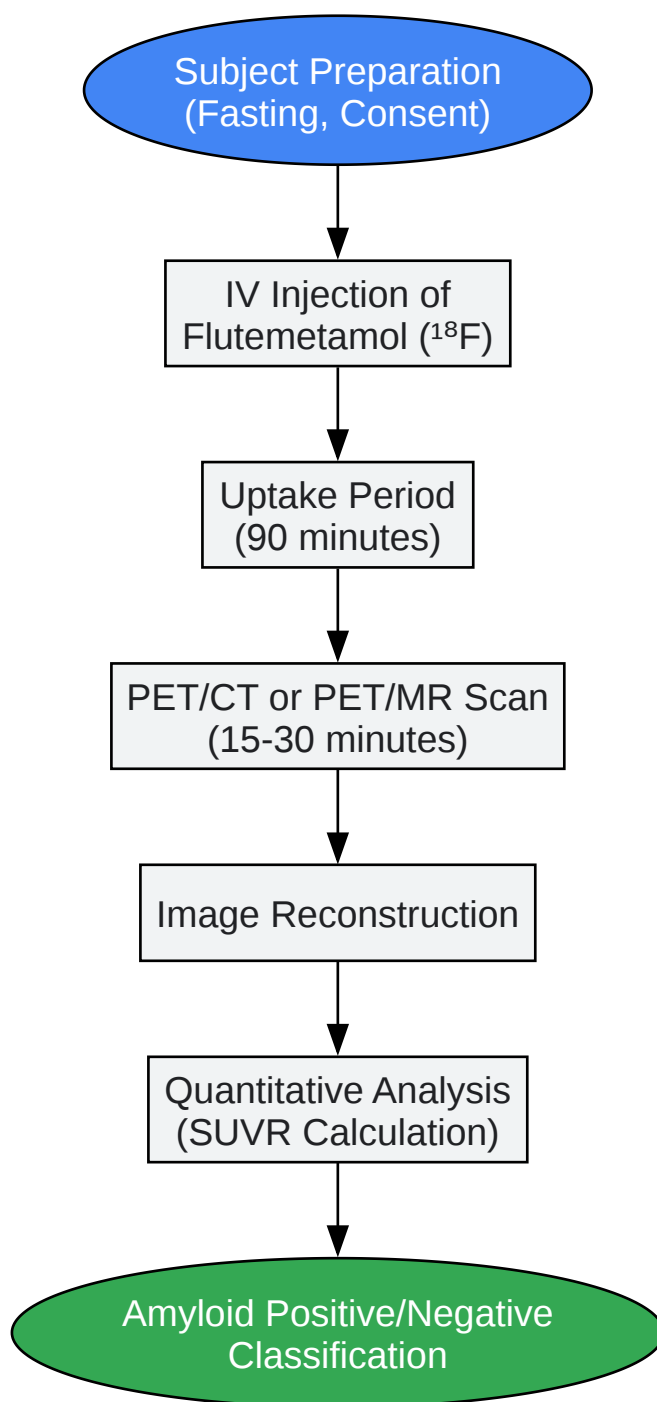 Subject Preparation
(Fasting, Consent)
IV Injection of
Flutemetamol (¹⁸F)
Uptake Period
(90 minutes)
PET/CT or PET/MR Scan
(15-30 minutes)
Image Reconstruction
Quantitative Analysis
(SUVR Calculation)
Amyloid Positive/Negative
Classification